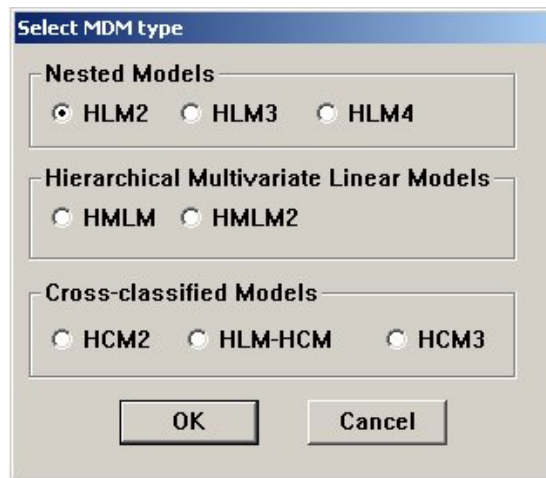 Select MDM type
Nested Models
HLM2 HLM3 HLM4
Hierarchical Multivariate Linear Models
HMLM HMLM2
Cross-classified Models
HCM2 HLM-HCM HCM3
OK Cancel